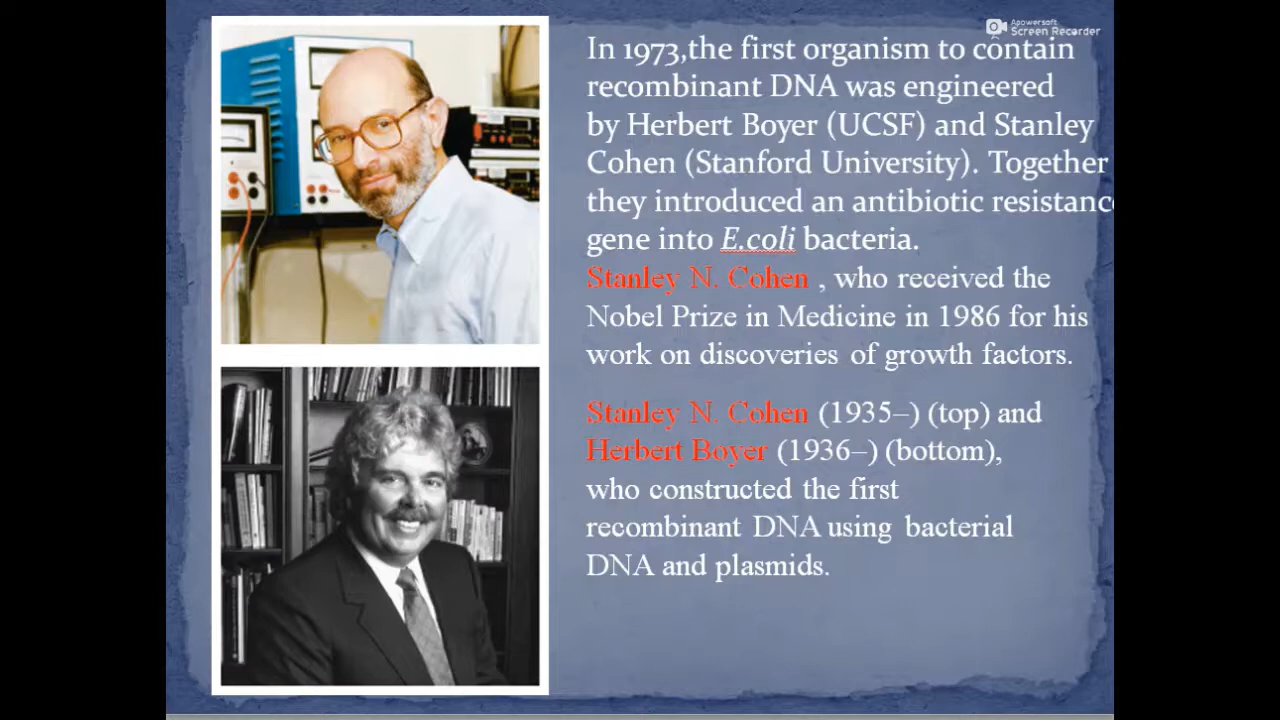 Apowersoft
Screen Recorder
In 1973,the first organism to contain
recombinant DNA was engineered
by Herbert Boyer (UCSF) and Stanley
Cohen (Stanford University). Together
they introduced an antibiotic resistanc
gene into E.coli bacteria.
Stanley N. Cohen , who received the
Nobel Prize in Medicine in 1986 for his
work on discoveries of growth factors.
Stanley N. Cohen (1935–) (top) and
Herbert Boyer (1936–) (bottom),
who constructed the first
recombinant DNA using bacterial
DNA and plasmids.